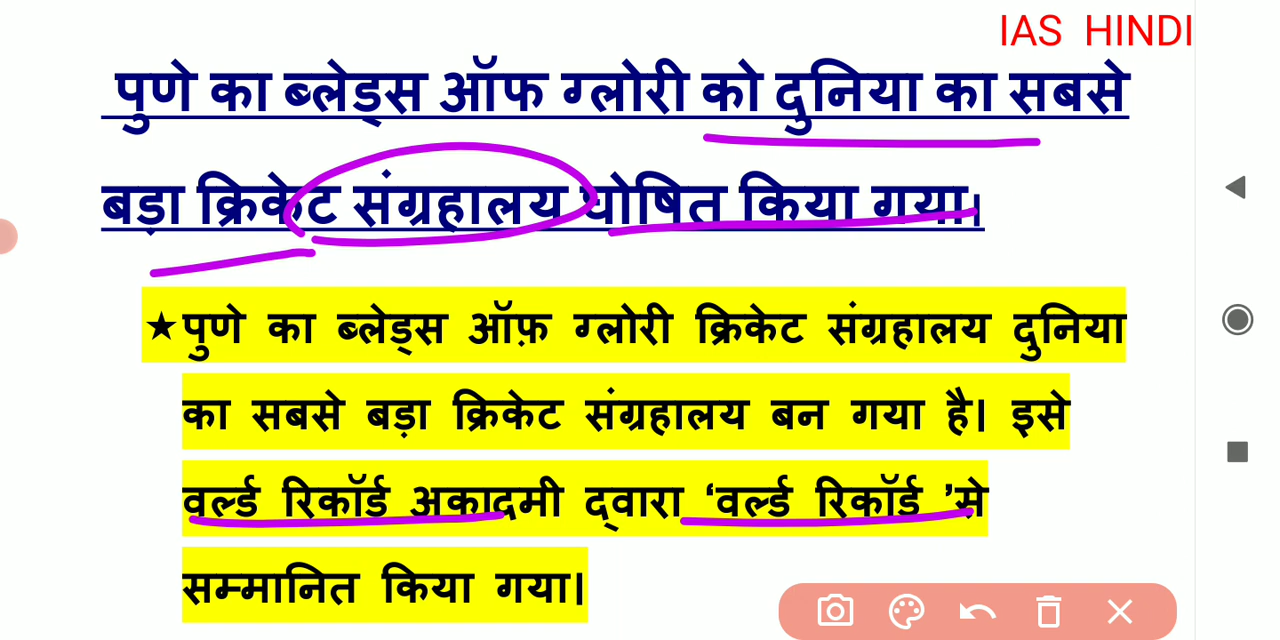 IAS HINDI
पुणे का ब्लेड्स ऑफ ग्लोरी को दुनिया का सबसे
बड़ा क्रिकेट संग्रहालय घोषित किया गया।
★पुणे का ब्लेड्स ऑफ़ ग्लोरी क्रिकेट संग्रहालय दुनिया
का सबसे बड़ा क्रिकेट संग्रहालय बन गया है। इसे
वर्ल्ड रिकॉर्ड अकादमी द्वारा ‘वर्ल्ड रिकॉर्ड ’से
सम्मानित किया गया।